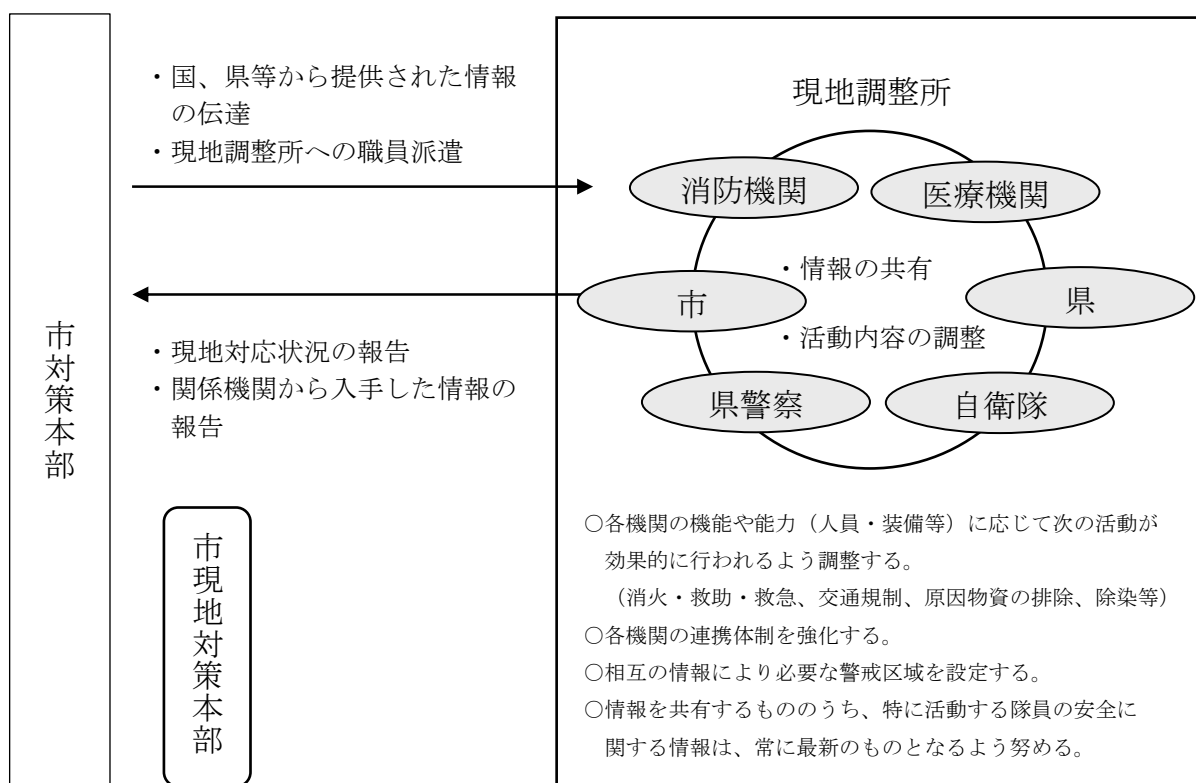 市対策本部
・国、県等から提供された情報
の伝達
・現地調整所への職員派遣
・現地対応状況の報告
・関係機関から入手した情報の
報告
市現地対策本部
現地調整所
消防機関
医療機関
・情報の共有
市
県
・活動内容の調整
県警察
自衛隊
〇各機関の機能や能力（人員・装備等）に応じて次の活動が
効果的に行われるよう調整する。
（消火・救助・救急、交通規制、原因物資の排除、除染等）
〇各機関の連携体制を強化する。
〇相互の情報により必要な警戒区域を設定する。
〇情報を共有するもののうち、特に活動する隊員の安全に
関する情報は、常に最新のものとなるよう努める。